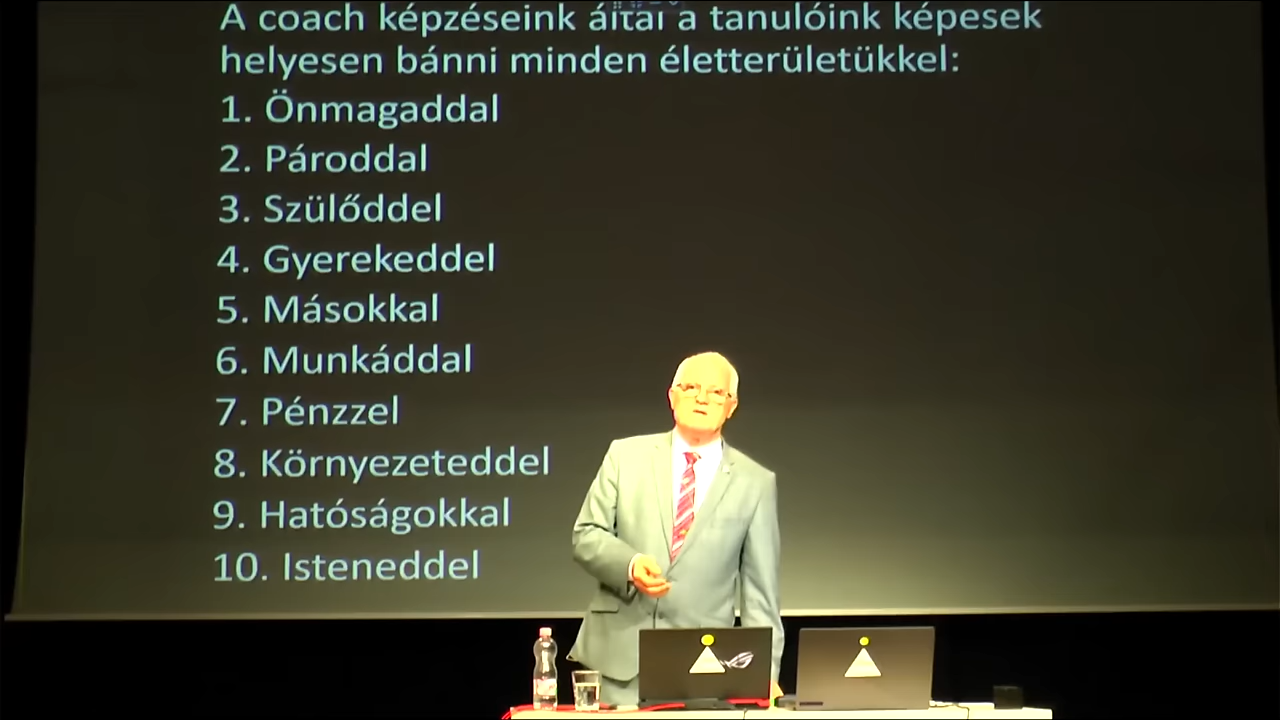 A coach képzéseink által a tanulóink képesek
helyesen bánni minden életterületükkel:
1. Önmagaddal
2. Pároddal
3. Szülőddel
4. Gyerekeddel
5. Másokkal
6. Munkáddal
7. Pénzzel
8. Környezeteddel
9. Hatóságokkal
10. Isteneddel